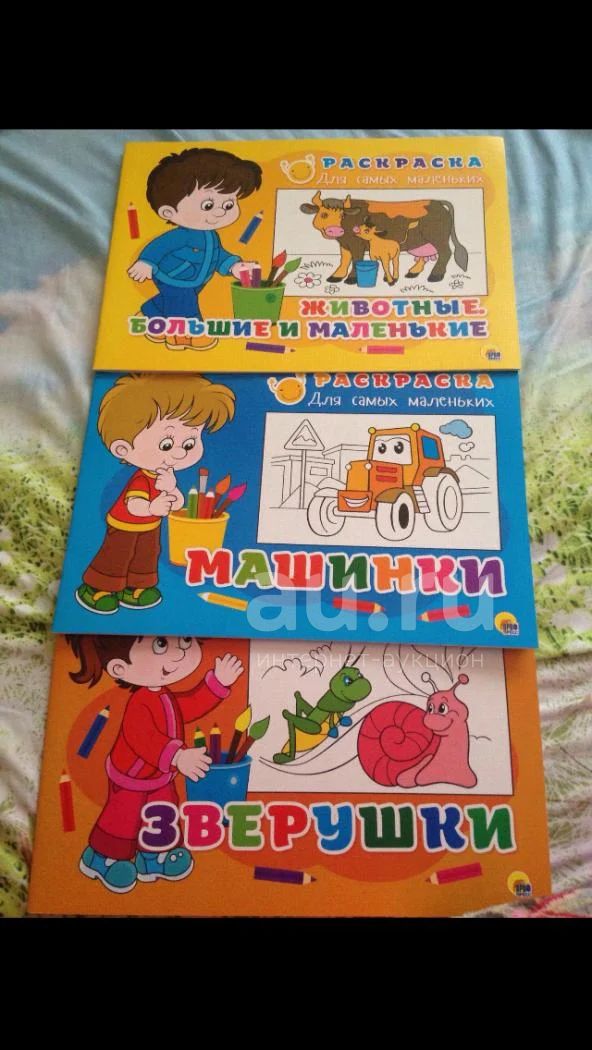 РАСКРАСКА
Для самых маленьких
ЖИВОТНЫЕ.
БОЛЬШИЕ И МАЛЕНЬКИЕ
РАСКРАСКА
Для самых маленьких
МАШИНКИ
au.ru
интернет-аукцион
ЗВЕРУШКИ